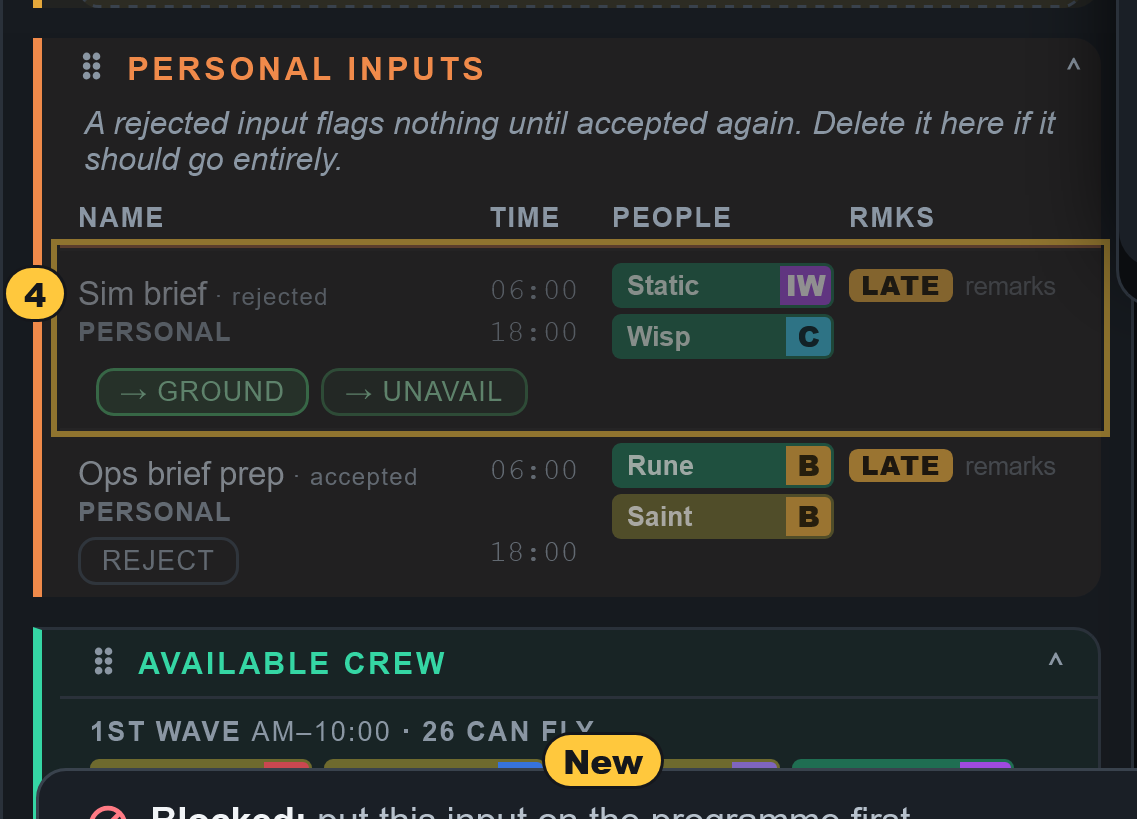 PERSONAL INPUTS ^
A rejected input flags nothing until accepted again. Delete it here if it
should go entirely.
NAME TIME PEOPLE RMKS
4
Sim brief · rejected 06:00 Static IW LATE remarks
PERSONAL 18:00 Wisp C
→ GROUND → UNAVAIL
Ops brief prep · accepted 06:00 Rune B LATE remarks
PERSONAL Saint B
REJECT 18:00
AVAILABLE CREW ^
1ST WAVE AM–10:00 · 26 CAN FLY
New
Blocked: put this input on the programme first